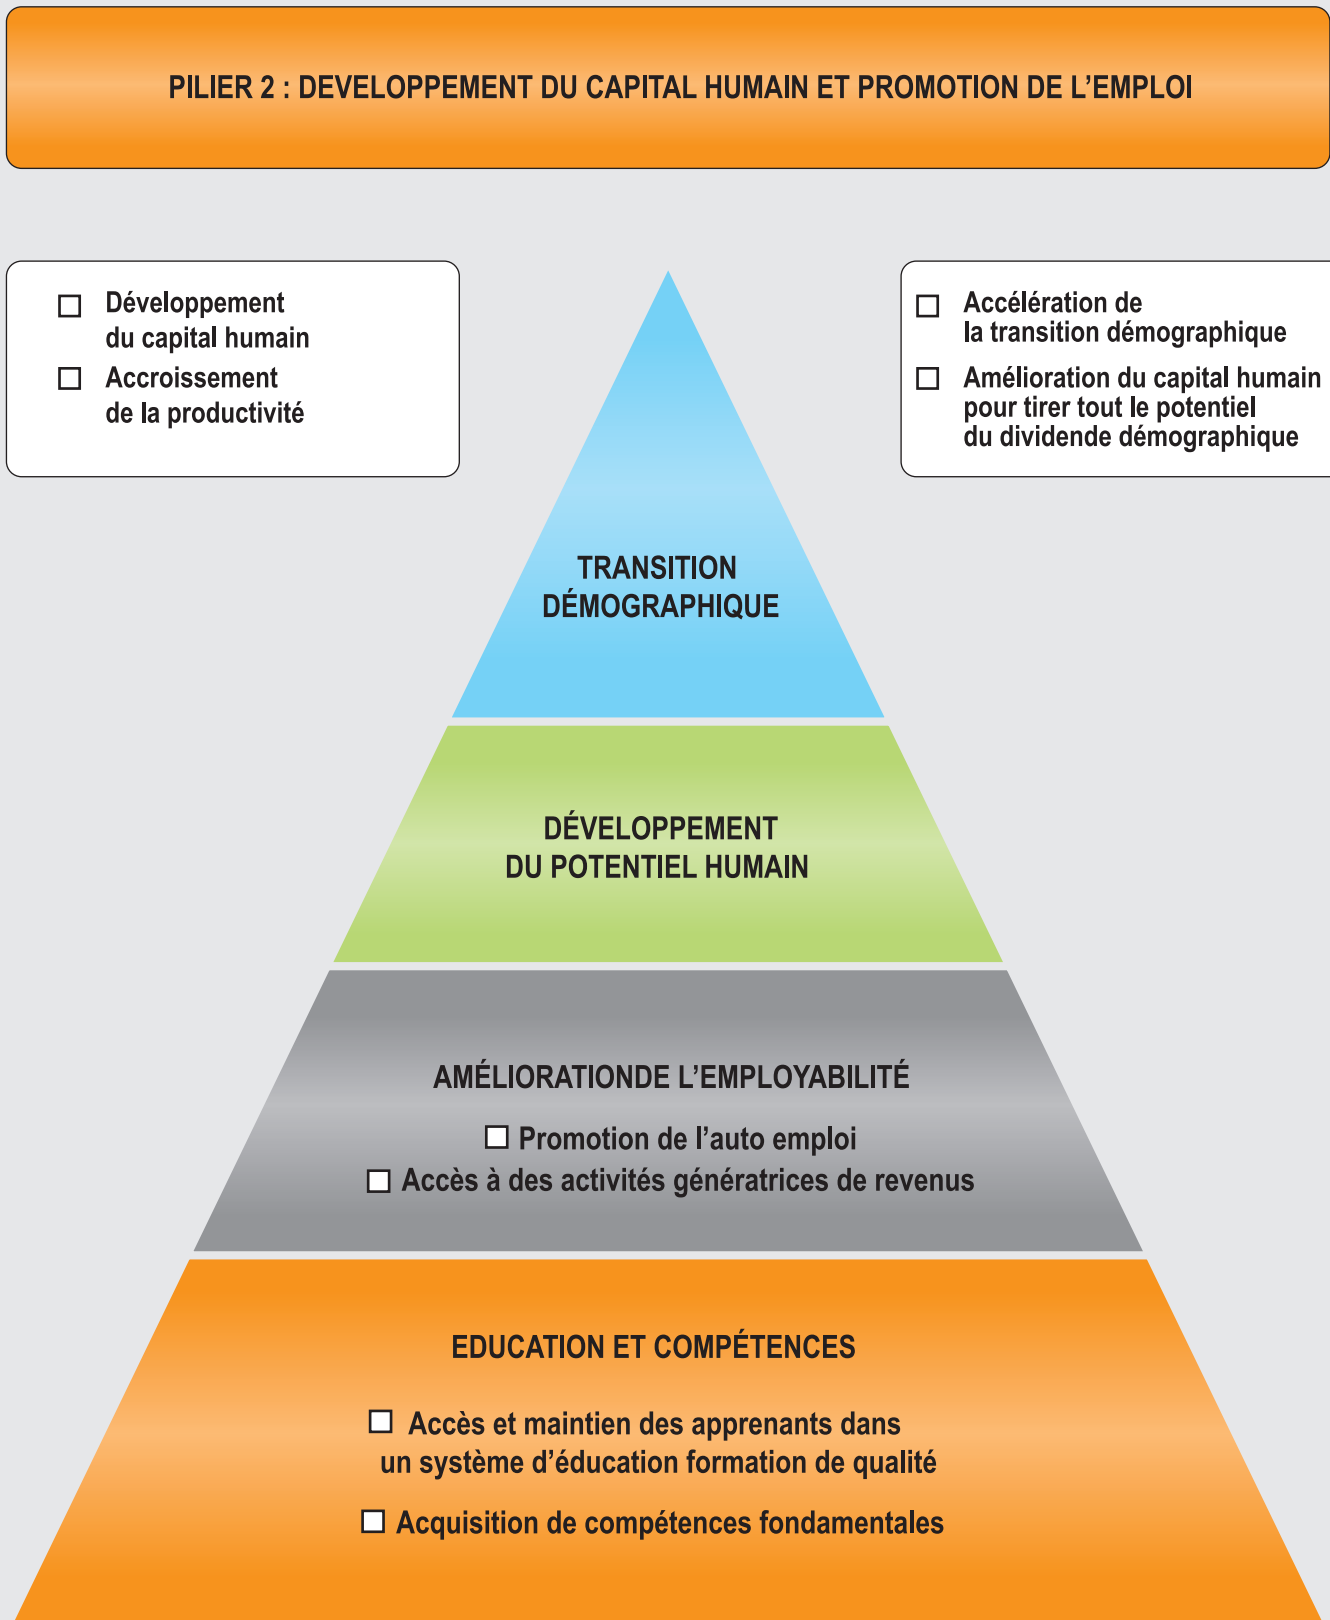 PILIER 2 : DEVELOPPEMENT DU CAPITAL HUMAIN ET PROMOTION DE L’EMPLOI
Développement
du capital humain
Accroissement
de la productivité
Accélération de
la transition démographique
Amélioration du capital humain
pour tirer tout le potentiel
du dividende démographique
TRANSITION
DÉMOGRAPHIQUE
DÉVELOPPEMENT
DU POTENTIEL HUMAIN
AMÉLIORATIONDE L’EMPLOYABILITÉ
Promotion de l’auto emploi
Accès à des activités génératrices de revenus
EDUCATION ET COMPÉTENCES
Accès et maintien des apprenants dans
un système d’éducation formation de qualité
Acquisition de compétences fondamentales